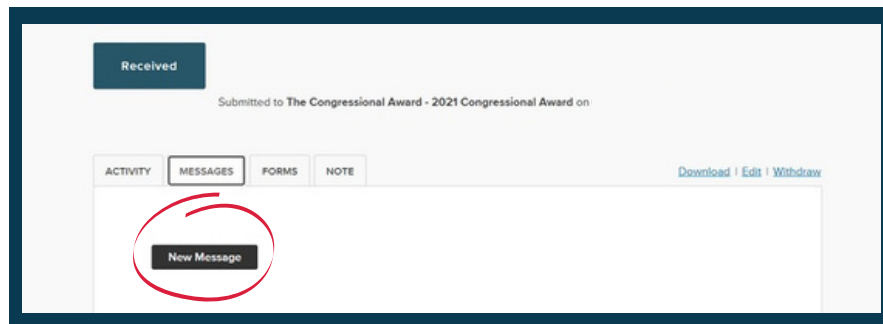 Received
Submitted to The Congressional Award - 2021 Congressional Award on
ACTIVITY MESSAGES FORMS NOTE Download | Edit | Withdraw
New Message